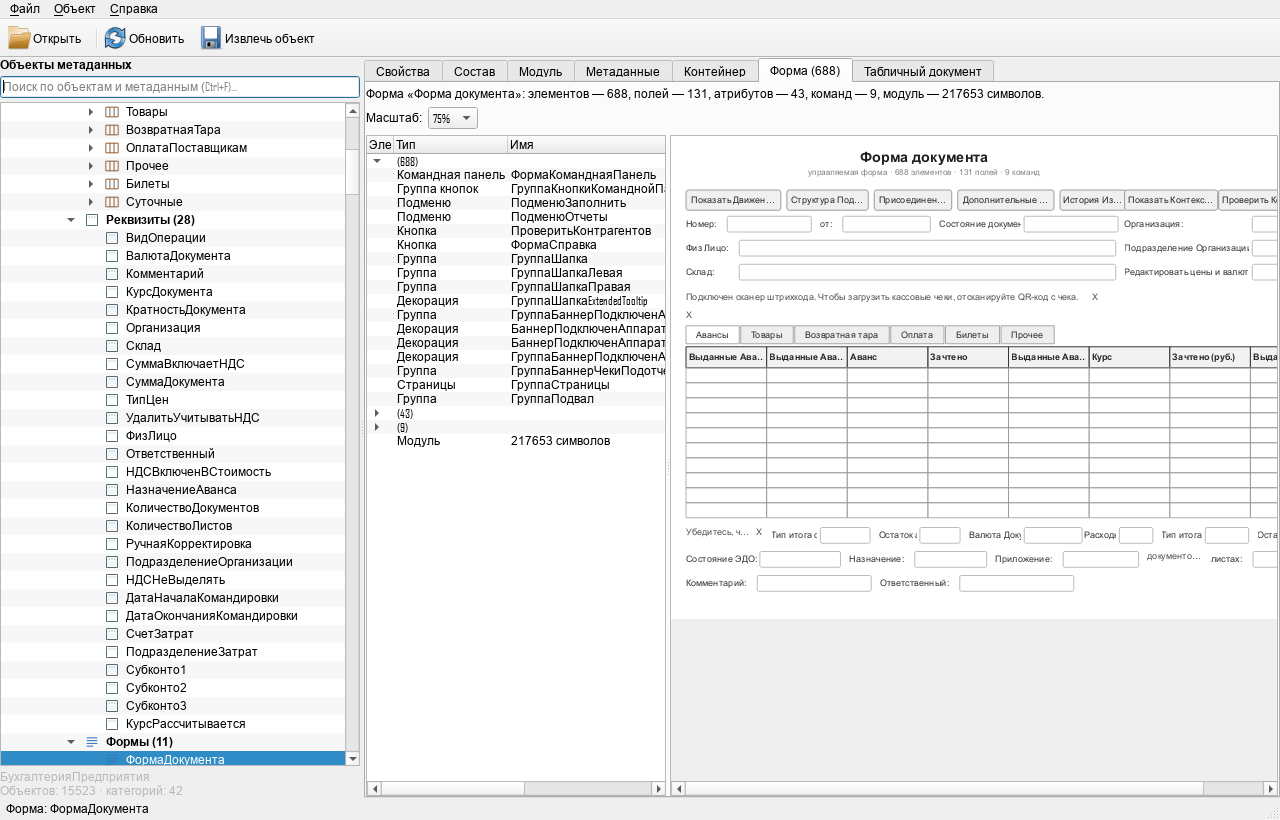 Файл Объект Справка
Открыть Обновить Извлечь объект
Объекты метаданных
Поиск по объектам и метаданным (Ctrl+F)...
Товары
ВозвратнаяТара
ОплатаПоставщикам
Прочее
Билеты
Суточные
Реквизиты (28)
ВидОперации
ВалютаДокумента
Комментарий
КурсДокумента
КратностьДокумента
Организация
Склад
СуммаВключаетНДС
СуммаДокумента
ТипЦен
УдалитьУчитыватьНДС
ФизЛицо
Ответственный
НДСВключенВСтоимость
НазначениеАванса
КоличествоДокументов
КоличествоЛистов
РучнаяКорректировка
ПодразделениеОрганизации
НДСНеВыделять
ДатаНачалаКомандировки
ДатаОкончанияКомандировки
СчетЗатрат
ПодразделениеЗатрат
Субконто1
Субконто2
Субконто3
КурсРассчитывается
Формы (11)
ФормаДокумента
БухгалтерияПредприятия
Объектов: 15523 · категорий: 42
Форма: ФормаДокумента
Свойства Состав Модуль Метаданные Контейнер Форма (688) Табличный документ
Форма «Форма документа»: элементов — 688, полей — 131, атрибутов — 43, команд — 9, модуль — 217653 символов.
Масштаб: 75%
Эле Тип Имя
(688)
Командная панель ФормаКоманднаяПанель
Группа кнопок ГруппаКнопкиКоманднойПа
Подменю ПодменюЗаполнить
Подменю ПодменюОтчеты
Кнопка ПроверитьКонтрагентов
Кнопка ФормаСправка
Группа ГруппаШапка
Группа ГруппаШапкаЛевая
Группа ГруппаШапкаПравая
Декорация ГруппаШапкаExtendedTooltip
Группа ГруппаБаннерПодключенА
Декорация БаннерПодключенАппарат
Декорация БаннерПодключенАппарат
Декорация ГруппаБаннерПодключенА
Группа ГруппаБаннерЧекиПодотч
Страницы ГруппаСтраницы
Группа ГруппаПодвал
(43)
(9)
Модуль 217653 символов
Форма документа
управляемая форма · 688 элементов · 131 полей · 9 команд
ПоказатьДвижен... Структура Под... Присоединен... Дополнительные ... История Из... Показать Контекс... Проверить Ко
Номер: от: Состояние докумен Организация:
Физ Лицо: Подразделение Организаци
Склад: Редактировать цены и валют
Подключен сканер штрихкода. Чтобы загрузить кассовые чеки, отсканируйте QR-код с чека. X
X
Авансы Товары Возвратная тара Оплата Билеты Прочее
Выданные Ава.. Выданные Ава.. Аванс Зачтено Выданные Ава.. Курс Зачтено (руб.) Выда
Убедитесь, ч... X Тип итога с Остаток Валюта Доку Расход Тип итога Оста
Состояние ЭДО: Назначение: Приложение: документо... листах:
Комментарий: Ответственный: